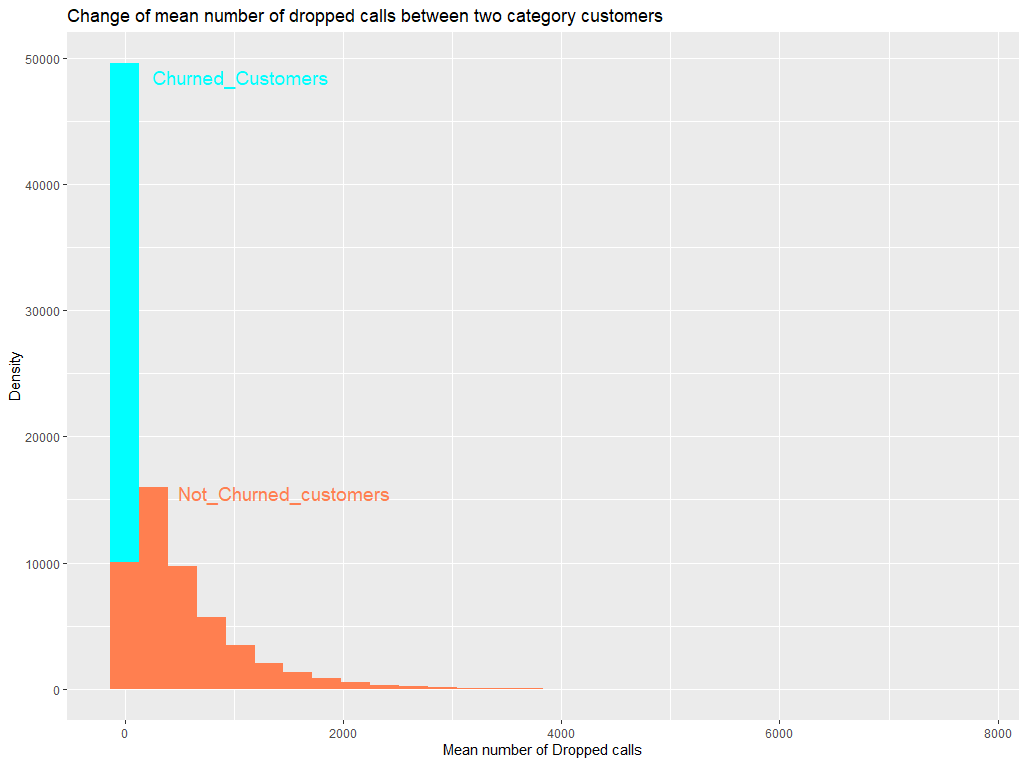 Change of mean number of dropped calls between two category customers
50000
Churned_Customers
40000
30000
Density
20000
Not_Churned_customers
10000
0
0 2000 4000 6000 8000
Mean number of Dropped calls